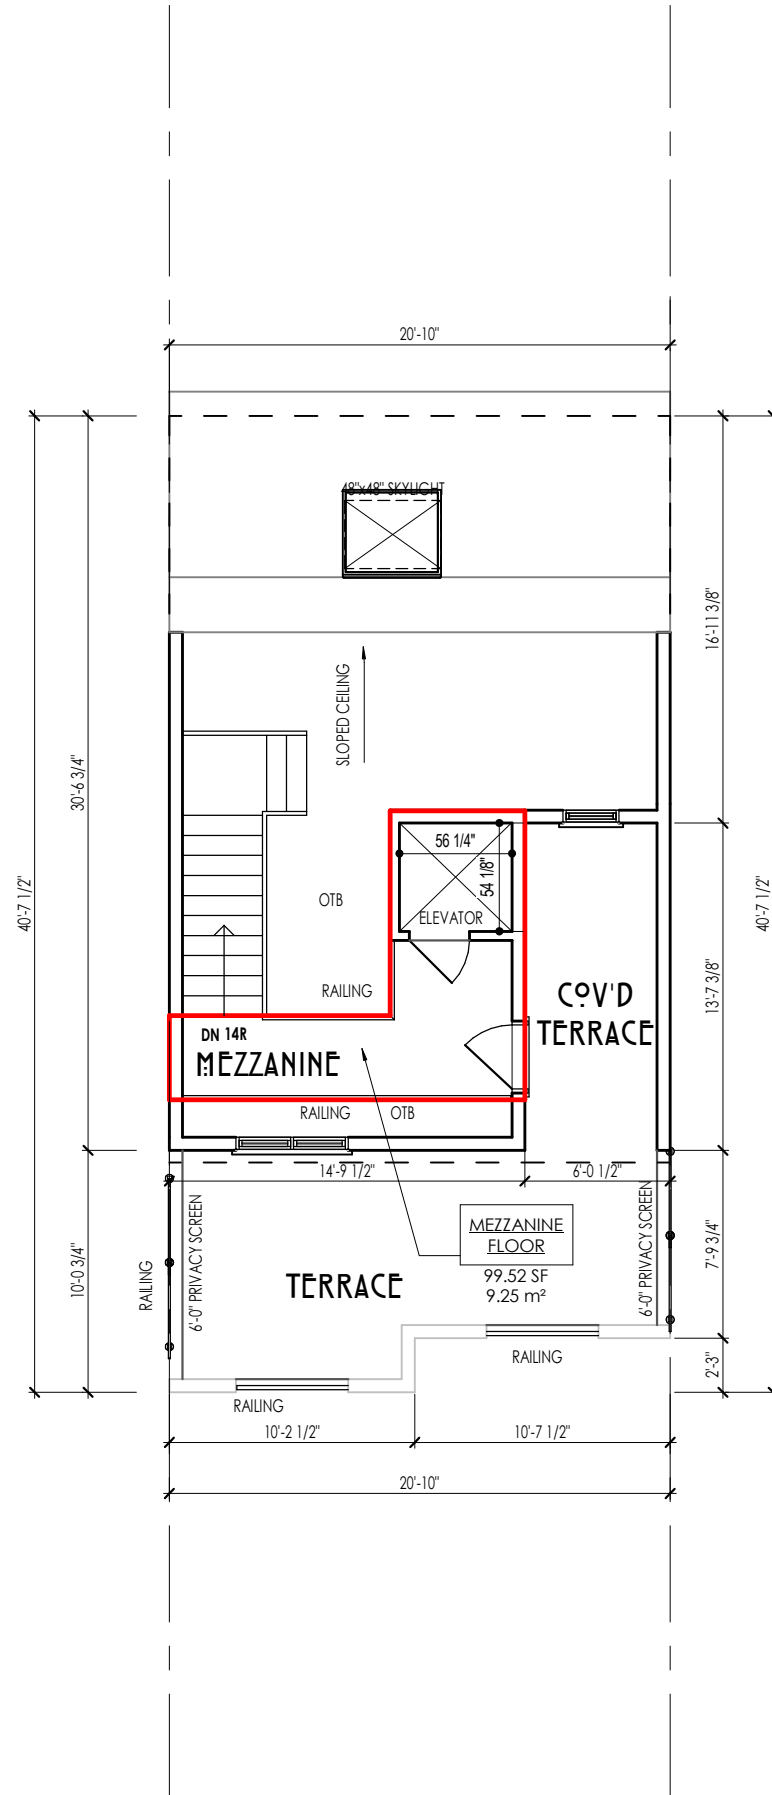 20'-10"
48"x48" SKYLIGHT
16'-11 3/8"
SLOPED CEILING
30'-6 3/4"
40'-7 1/2"
40'-7 1/2"
56 1/4"
54 1/8"
ELEVATOR
OTB
RAILING
COV'D
TERRACE
13'-7 3/8"
DN 14R
MEZZANINE
RAILING
OTB
14'-9 1/2"
6'-0 1/2"
6'-0" PRIVACY SCREEN
6'-0" PRIVACY SCREEN
MEZZANINE
FLOOR
99.52 SF
9.25 m²
TERRACE
RAILING
10'-0 3/4"
7'-9 3/4"
2'-3"
RAILING
RAILING
10'-2 1/2"
10'-7 1/2"
20'-10"